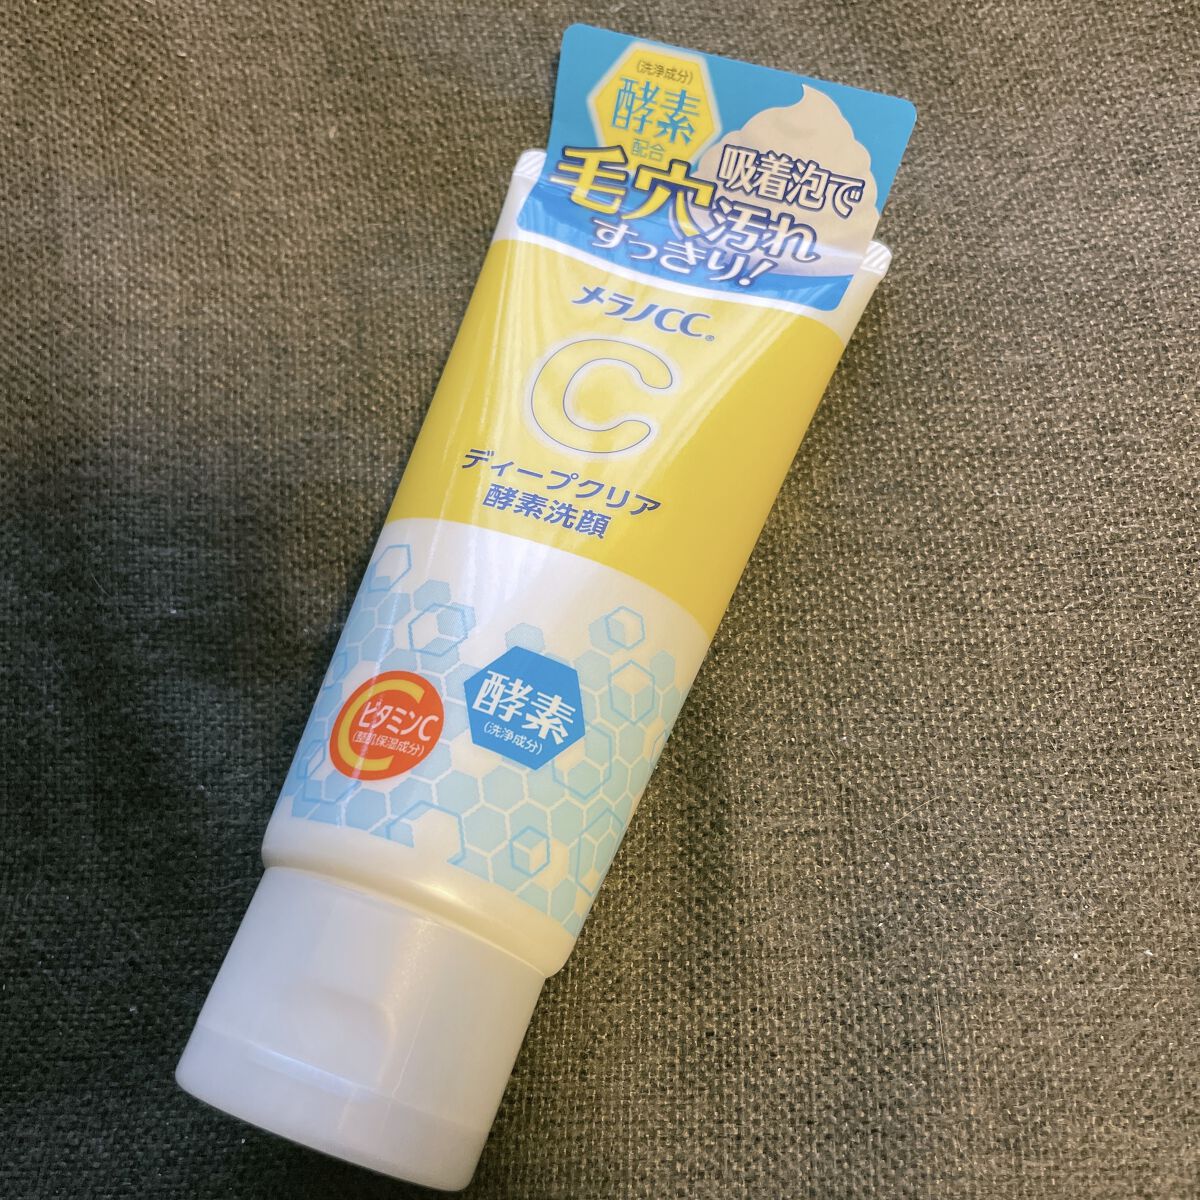 (洗浄成分)
酵素
配合
吸着泡で
毛穴汚れ
すっきり!
メラノCC®
C
ディープクリア
酵素洗顔
ビタミンC
(整肌保湿成分)
酵素
(洗浄成分)